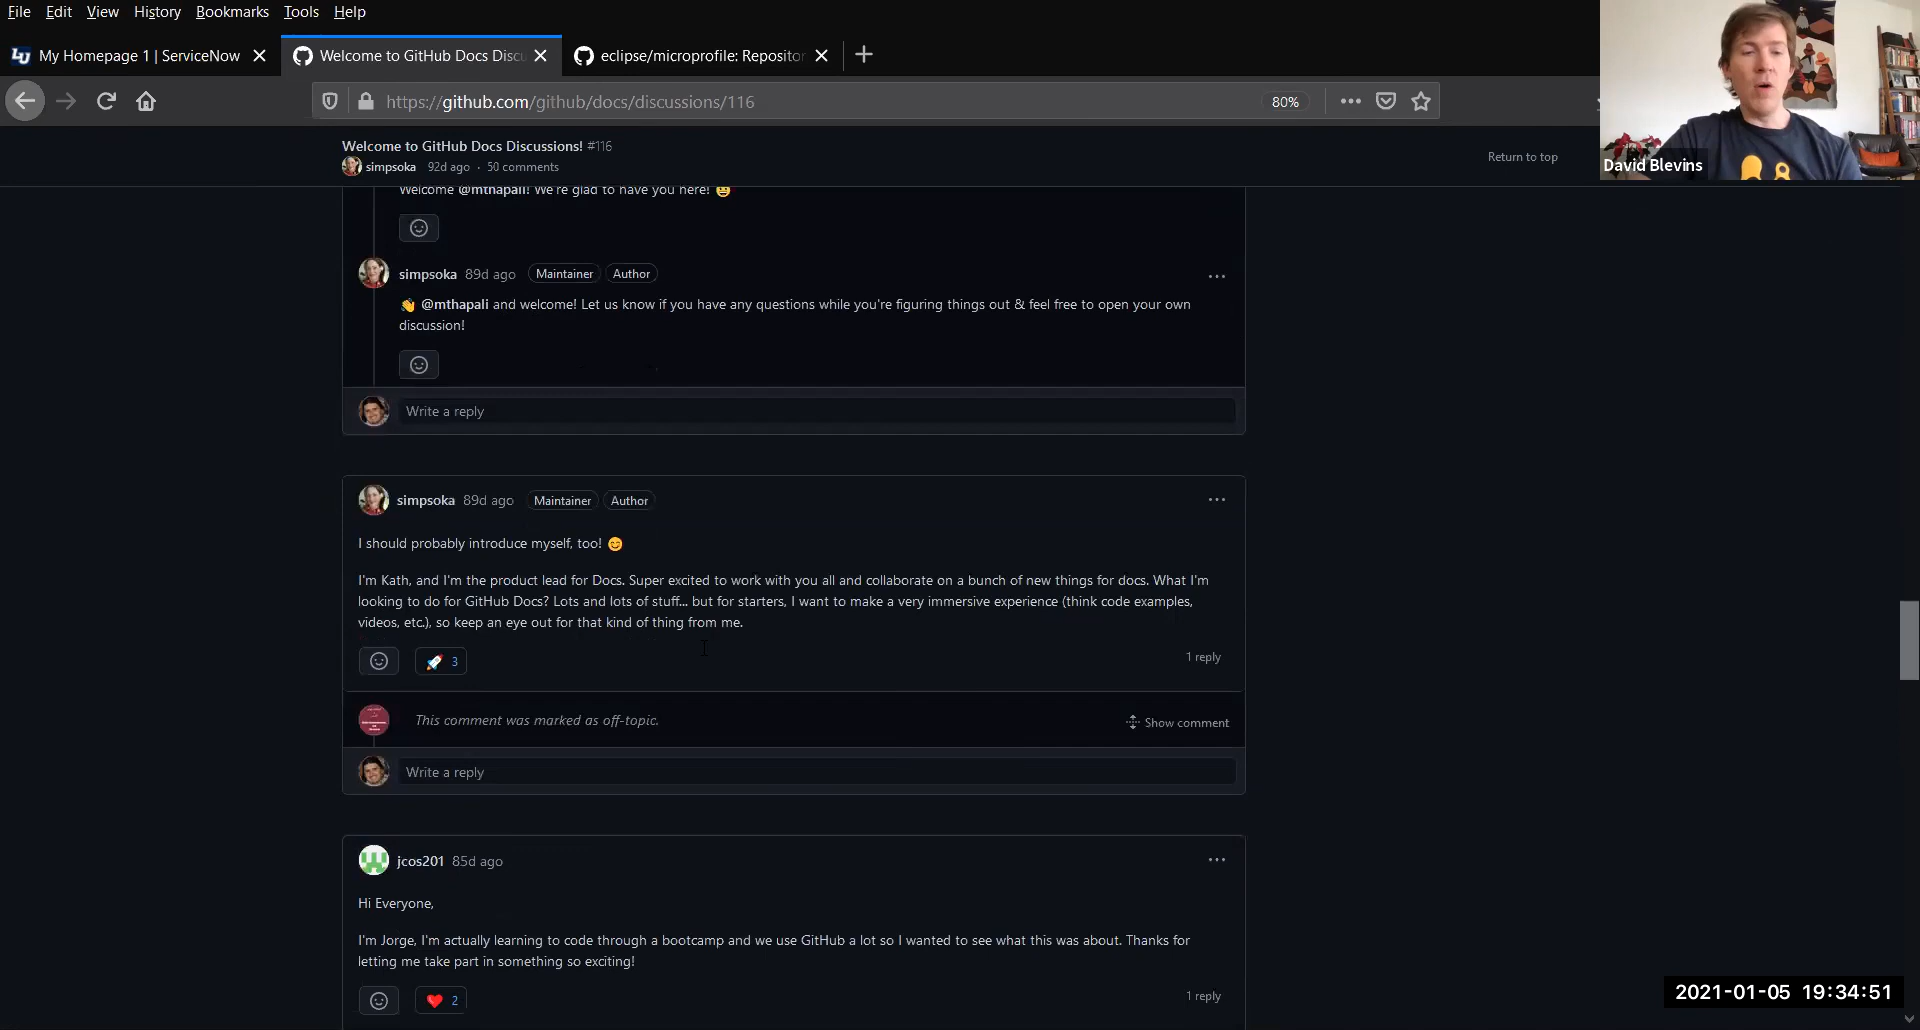 File Edit View History Bookmarks Tools Help
My Homepage 1 | ServiceNow
Welcome to GitHub Docs Discu
eclipse/microprofile: Repositor
https://github.com/github/docs/discussions/116
80%
David Blevins
Welcome to GitHub Docs Discussions! #116
simpsoka 92d ago · 50 comments
Return to top
Welcome @mthapali! We're glad to have you here! 😀
simpsoka 89d ago Maintainer Author
👋 @mthapali and welcome! Let us know if you have any questions while you're figuring things out & feel free to open your own
discussion!
Write a reply
simpsoka 89d ago Maintainer Author
I should probably introduce myself, too! 😊
I'm Kath, and I'm the product lead for Docs. Super excited to work with you all and collaborate on a bunch of new things for docs. What I'm
looking to do for GitHub Docs? Lots and lots of stuff... but for starters, I want to make a very immersive experience (think code examples,
videos, etc.), so keep an eye out for that kind of thing from me.
🚀 3
1 reply
This comment was marked as off-topic.
Show comment
Write a reply
jcos201 85d ago
Hi Everyone,
I'm Jorge, I'm actually learning to code through a bootcamp and we use GitHub a lot so I wanted to see what this was about. Thanks for
letting me take part in something so exciting!
❤️ 2
1 reply
2021-01-05 19:34:51